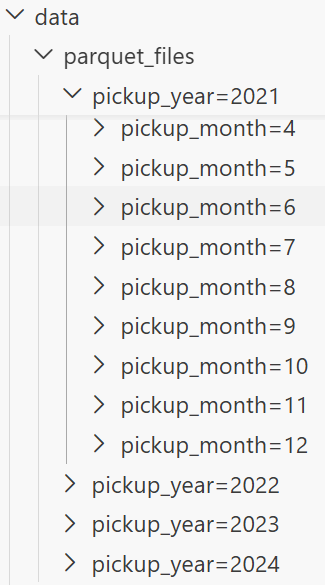 data
parquet_files
pickup_year=2021
pickup_month=4
pickup_month=5
pickup_month=6
pickup_month=7
pickup_month=8
pickup_month=9
pickup_month=10
pickup_month=11
pickup_month=12
pickup_year=2022
pickup_year=2023
pickup_year=2024